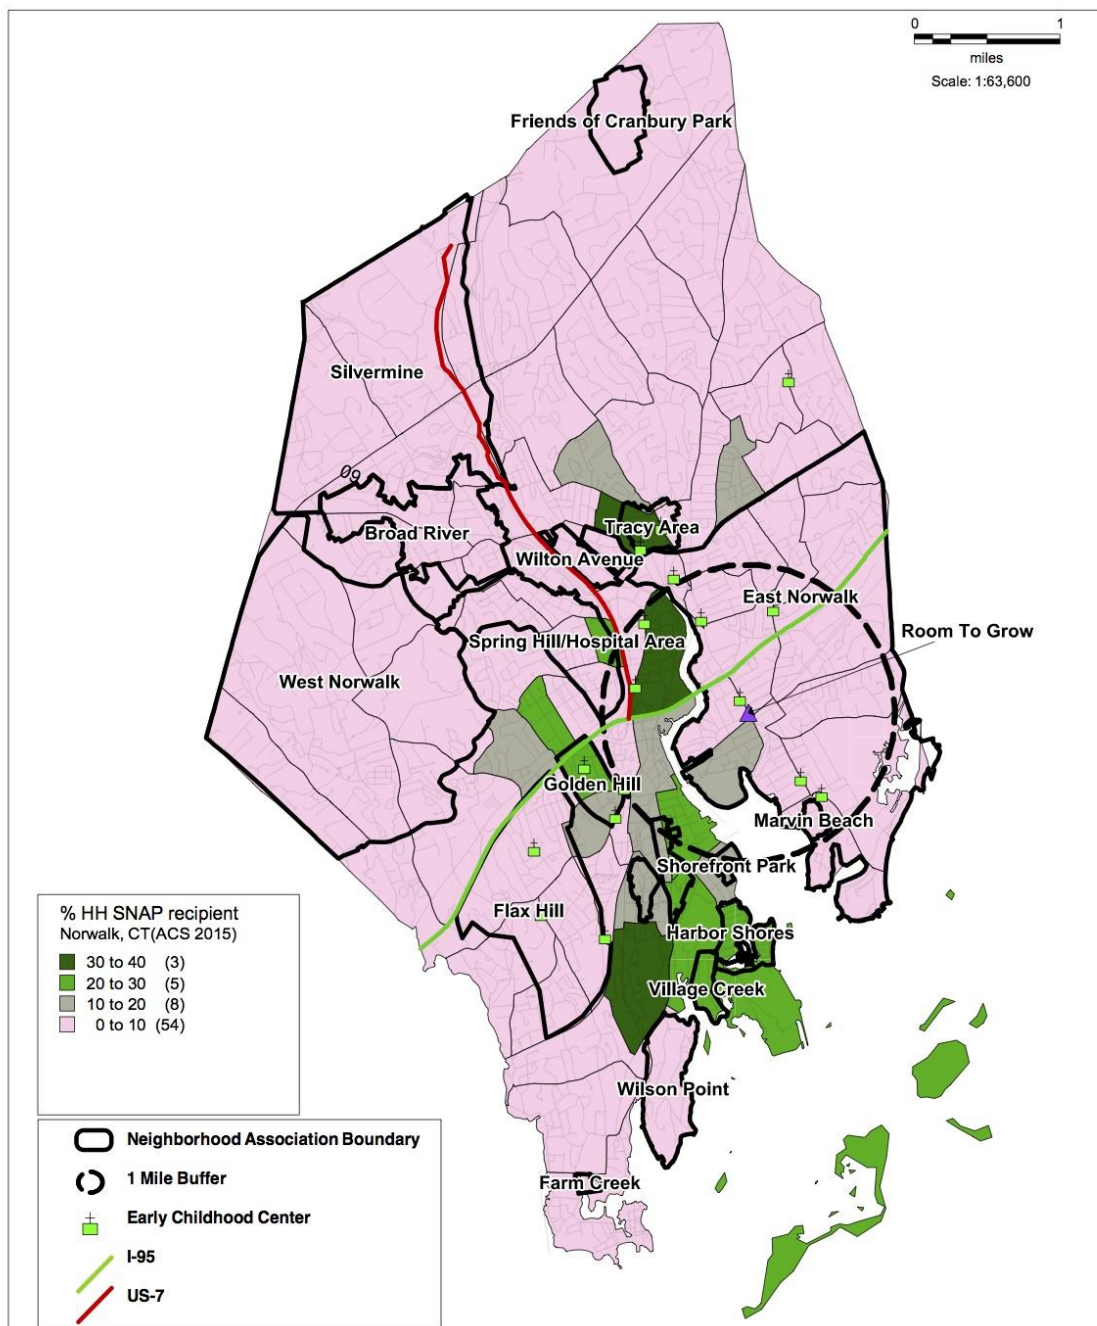 0 1
miles
Scale: 1:63,600
Friends of Cranbury Park
Silvermine
09
Broad River
Tracy Area
Wilton Avenue
East Norwalk
Room To Grow
Spring Hill/Hospital Area
West Norwalk
Golden Hill
Marvin Beach
Shorefront Park
Flax Hill
Harbor Shores
Village Creek
Wilson Point
Farm Creek
% HH SNAP recipient
Norwalk, CT(ACS 2015)
30 to 40 (3)
20 to 30 (5)
10 to 20 (8)
0 to 10 (54)
Neighborhood Association Boundary
1 Mile Buffer
Early Childhood Center
I-95
US-7